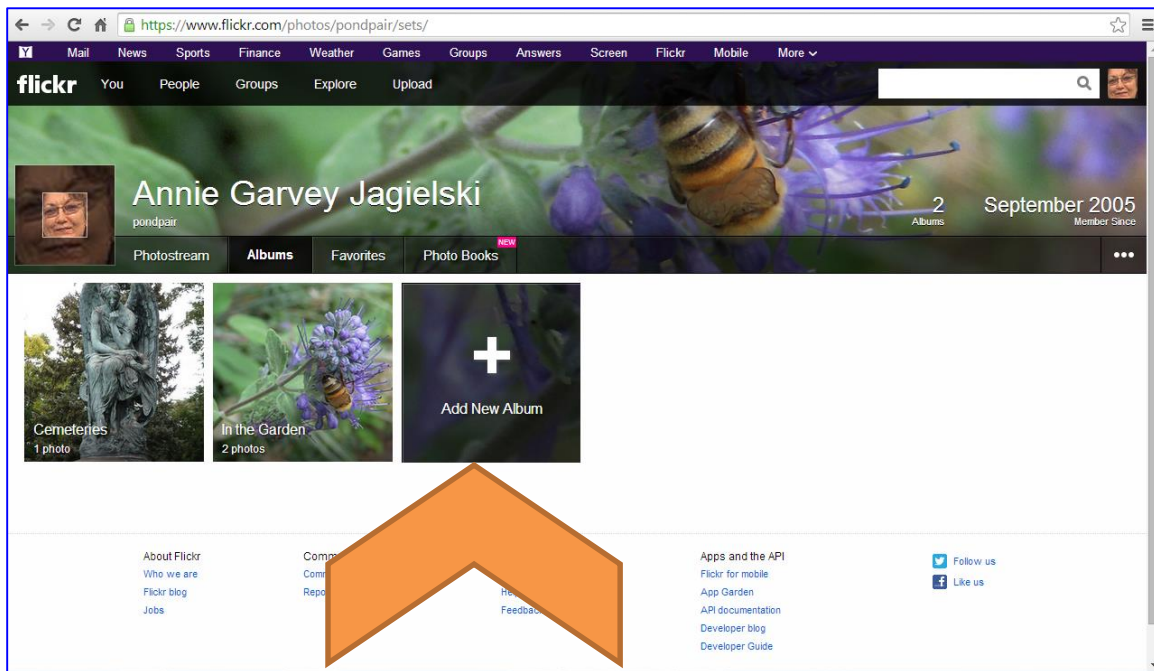 https://www.flickr.com/photos/pondpair/sets/
Y Mail News Sports Finance Weather Games Groups Answers Screen Flickr Mobile More
flickr You People Groups Explore Upload
Annie Garvey Jagielski
pondpair
2
Albums
September 2005
Member Since
Photostream Albums Favorites Photo Books NEW
Add New Album
Cemeteries
1 photo
In the Garden
2 photos
About Flickr
Who we are
Flickr blog
Jobs
Apps and the API
Flickr for mobile
App Garden
API documentation
Developer blog
Developer Guide
Follow us
Like us